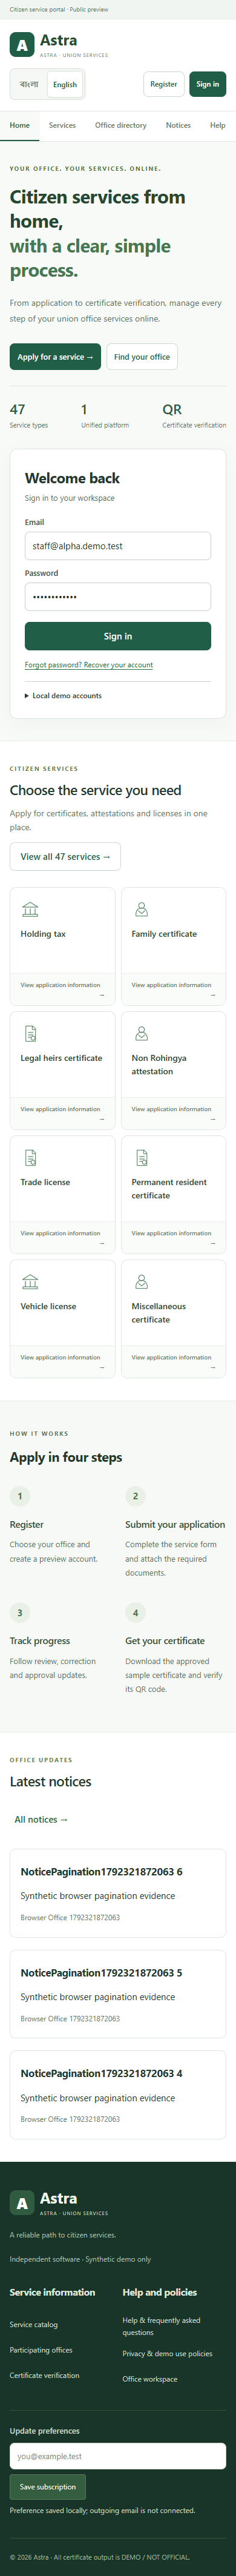 Citizen service portal · Public preview
A
Astra
ASTRA · UNION SERVICES
বাংলা
English
Register
Sign in
Home
Services
Office directory
Notices
Help
YOUR OFFICE. YOUR SERVICES. ONLINE.
Citizen services from
home,
with a clear, simple
process.
From application to certificate verification, manage every
step of your union office services online.
Apply for a service →
Find your office
47
1
QR
Service types
Unified platform
Certificate verification
Welcome back
Sign in to your workspace
Email
staff@alpha.demo.test
Password
••••••••••••
Sign in
Forgot password? Recover your account
▶ Local demo accounts
CITIZEN SERVICES
Choose the service you need
Apply for certificates, attestations and licenses in one
place.
View all 47 services →
Holding tax
View application information
→
Family certificate
View application information
→
Legal heirs certificate
View application information
→
Non Rohingya
attestation
View application information
→
Trade license
View application information
→
Permanent resident
certificate
View application information
→
Vehicle license
View application information
→
Miscellaneous
certificate
View application information
→
HOW IT WORKS
Apply in four steps
1
Register
Choose your office and
create a preview account.
2
Submit your application
Complete the service form
and attach the required
documents.
3
Track progress
Follow review, correction
and approval updates.
4
Get your certificate
Download the approved
sample certificate and verify
its QR code.
OFFICE UPDATES
Latest notices
All notices →
NoticePagination1792321872063 6
Synthetic browser pagination evidence
Browser Office 1792321872063
NoticePagination1792321872063 5
Synthetic browser pagination evidence
Browser Office 1792321872063
NoticePagination1792321872063 4
Synthetic browser pagination evidence
Browser Office 1792321872063
A
Astra
ASTRA · UNION SERVICES
A reliable path to citizen services.
Independent software · Synthetic demo only
Service information
Service catalog
Participating offices
Certificate verification
Help and policies
Help & frequently asked
questions
Privacy & demo use policies
Office workspace
Update preferences
you@example.test
Save subscription
Preference saved locally; outgoing email is not connected.
© 2026 Astra · All certificate output is DEMO / NOT OFFICIAL.